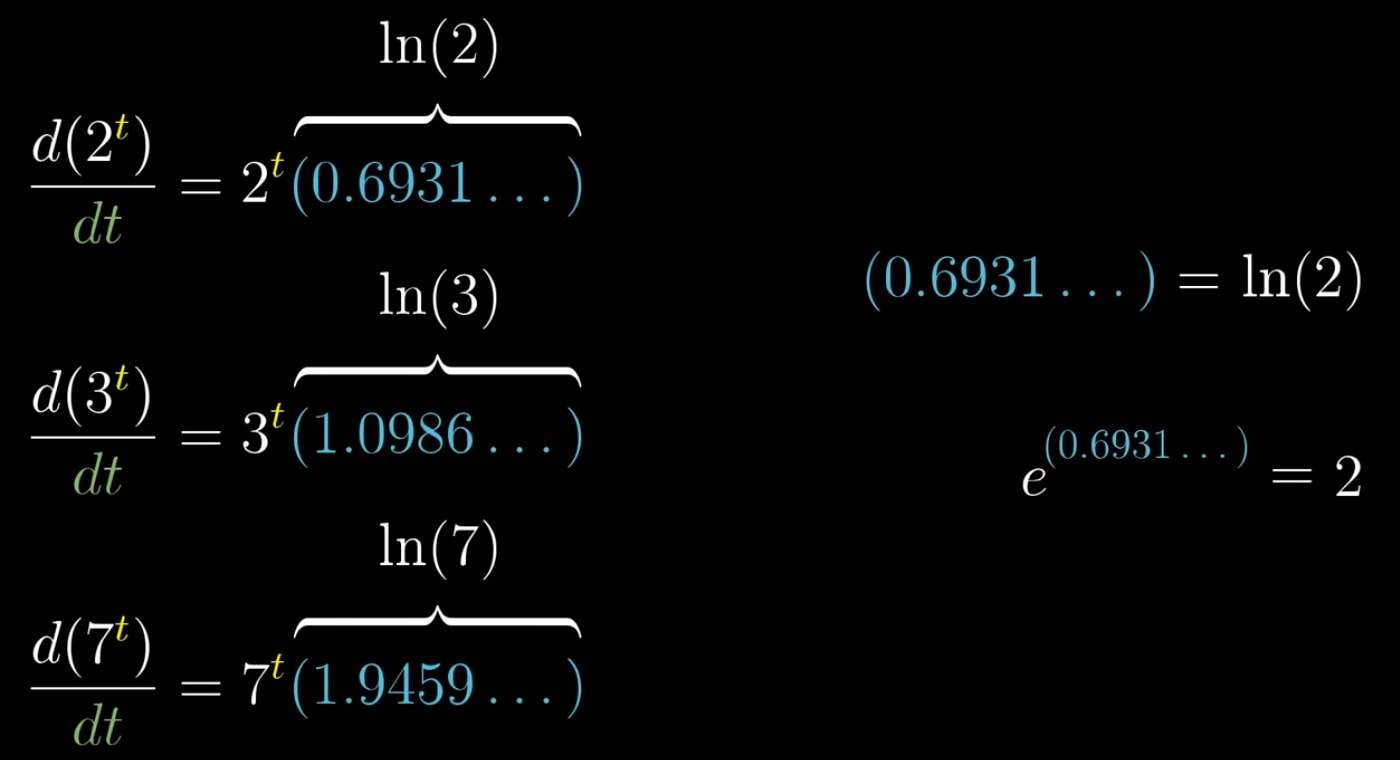 ln(2)
d(2^t)/dt = 2^t(0.6931...)
ln(3)
d(3^t)/dt = 3^t(1.0986...)
ln(7)
d(7^t)/dt = 7^t(1.9459...)
(0.6931...) = ln(2)
e^(0.6931...) = 2